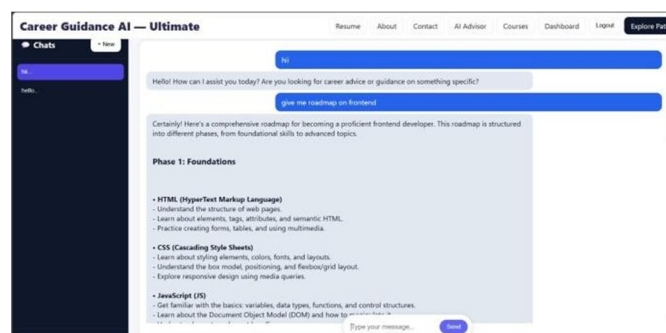 Career Guidance AI — Ultimate
Resume About Contact AI Advisor Courses Dashboard Logout Explore Pat
Chats
+ New
hi...
hello...
hi
Hello! How can I assist you today? Are you looking for career advice or guidance on something specific?
give me roadmap on frontend
Certainly! Here's a comprehensive roadmap for becoming a proficient frontend developer. This roadmap is structured
into different phases, from foundational skills to advanced topics.
Phase 1: Foundations
• HTML (HyperText Markup Language)
- Understand the structure of web pages.
- Learn about elements, tags, attributes, and semantic HTML.
- Practice creating forms, tables, and using multimedia.
• CSS (Cascading Style Sheets)
- Learn about styling elements, colors, fonts, and layouts.
- Understand the box model, positioning, and flexbox/grid layout.
- Explore responsive design using media queries.
• JavaScript (JS)
- Get familiar with the basics: variables, data types, functions, and control structures.
- Learn about the Document Object Model (DOM) and how to
Type your message...
Send